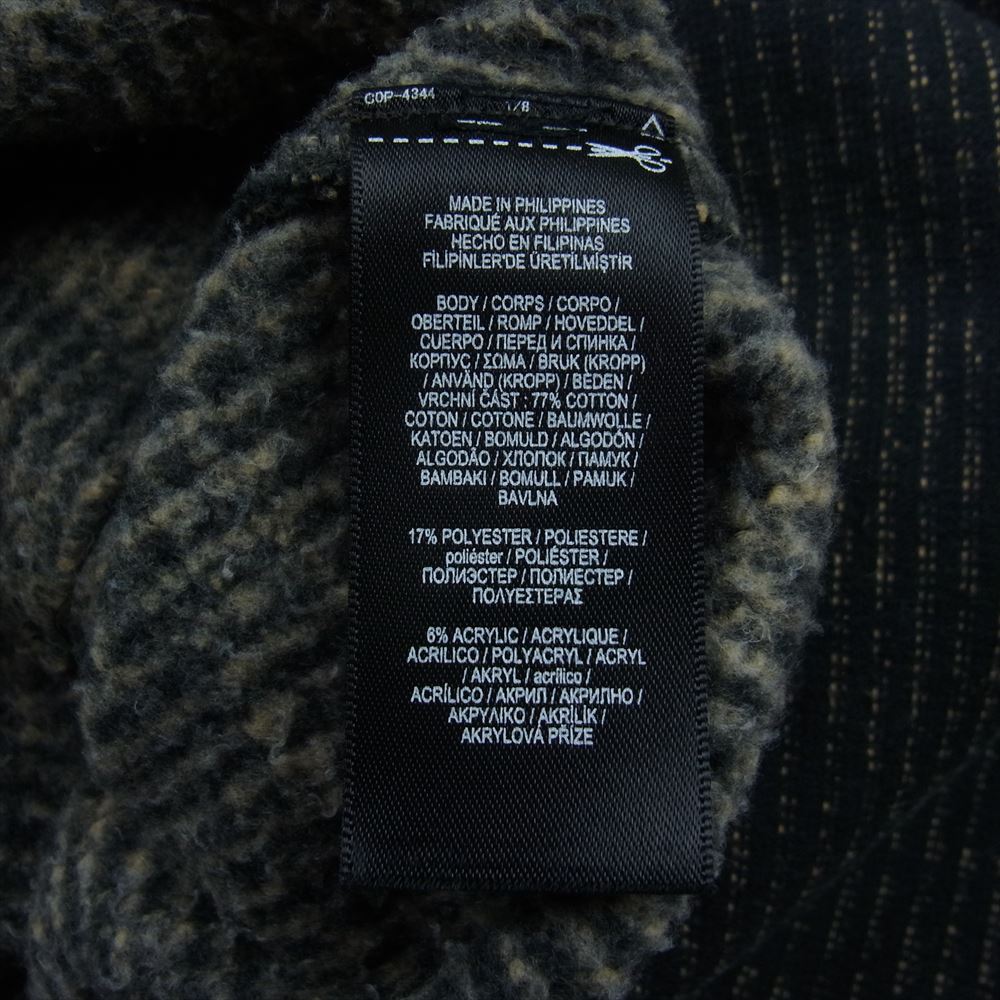 COP-4344
1/8
MADE IN PHILIPPINES
FABRIQUÉ AUX PHILIPPINES
HECHO EN FILIPINAS
FİLİPİNLER'DE ÜRETİLMİŞTİR
BODY / CORPS / CORPO /
OBERTEIL / ROMP / HOVEDDEL /
CUERPO / ПЕРЕД И СПИНКА /
КОРПУС / ΣΩΜΑ / BRUK (KROPP)
/ ANVÄND (KROPP) / BEDEN /
VRCHNÍ ČÁST : 77% COTTON /
COTON / COTONE / BAUMWOLLE /
KATOEN / BOMULD / ALGODÓN /
ALGODÃO / ХЛОПОК / ПАМУК /
BAMBAKI / BOMULL / PAMUK /
BAVLNA
17% POLYESTER / POLIESTERE /
poliéster / POLIÉSTER /
ПОЛИЭСТЕР / ПОЛИЕСТЕР /
ΠΟΛΥΕΣΤΕΡΑΣ
6% ACRYLIC / ACRYLIQUE /
ACRILICO / POLYACRYL / ACRYL
/ AKRYL / acrílico /
ACRÍLICO / АКРИЛ / АКРИЛНО /
ΑΚΡΥΛΙΚΟ / AKRİLİK /
AKRYLOVÁ PŘÍZE